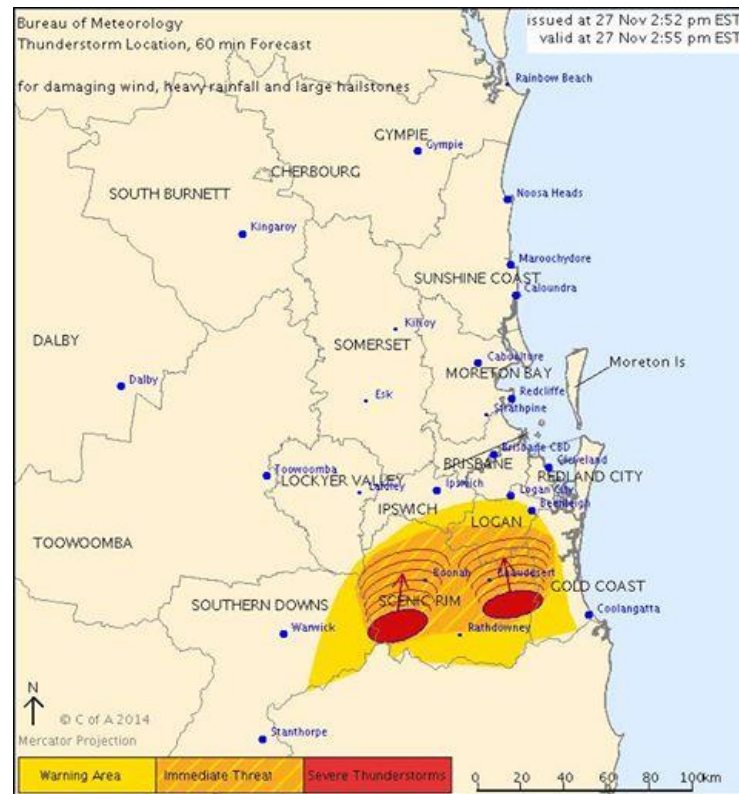 Bureau of Meteorology
Thunderstorm Location, 60 min Forecast
for damaging wind, heavy rainfall and large hailstones
issued at 27 Nov 2:52 pm EST
valid at 27 Nov 2:55 pm EST
Rainbow Beach
GYMPIE
Gympie
CHERBOURG
SOUTH BURNETT
Noosa Heads
Kingaroy
Maroochydore
SUNSHINE COAST
Caloundra
Kilcoy
DALBY
SOMERSET
Caboolture
Moreton Is
MORETON BAY
Dalby
Esk
Redcliffe
Strathpine
Brisbane CBD
BRISBANE
Cleveland
Toowoomba
LOCKYER VALLEY
REDLAND CITY
Laidley
Ipswich
Logan City
IPSWICH
Beenleigh
LOGAN
TOOWOOMBA
Boonah
Beaudesert
GOLD COAST
SCENIC RIM
SOUTHERN DOWNS
Coolangatta
Warwick
Rathdowney
N
© C of A 2014
Stanthorpe
Mercator Projection
Warning Area
Immediate Threat
Severe Thunderstorms
0 20 40 60 80 100 km